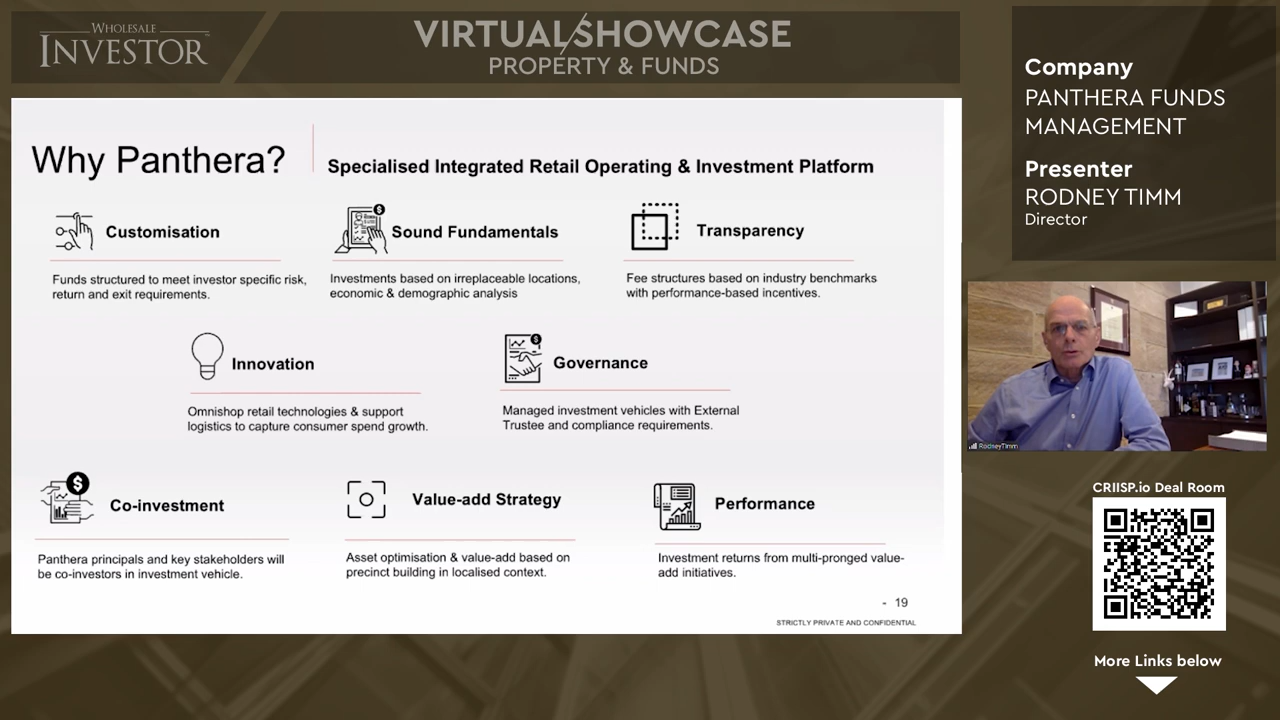 WHOLESALE
INVESTOR
VIRTUAL/SHOWCASE
PROPERTY & FUNDS
Company
PANTHERA FUNDS
MANAGEMENT
Presenter
RODNEY TIMM
Director
Why Panthera?
Specialised Integrated Retail Operating & Investment Platform
Customisation
Funds structured to meet investor specific risk,
return and exit requirements.
Sound Fundamentals
Investments based on irreplaceable locations,
economic & demographic analysis
Transparency
Fee structures based on industry benchmarks
with performance-based incentives.
Innovation
Omnishop retail technologies & support
logistics to capture consumer spend growth.
Governance
Managed investment vehicles with External
Trustee and compliance requirements.
Co-investment
Panthera principals and key stakeholders will
be co-investors in investment vehicle.
Value-add Strategy
Asset optimisation & value-add based on
precinct building in localised context.
Performance
Investment returns from multi-pronged value-
add initiatives.
- 19
STRICTLY PRIVATE AND CONFIDENTIAL
RodneyTimm
CRIISP.io Deal Room
More Links below